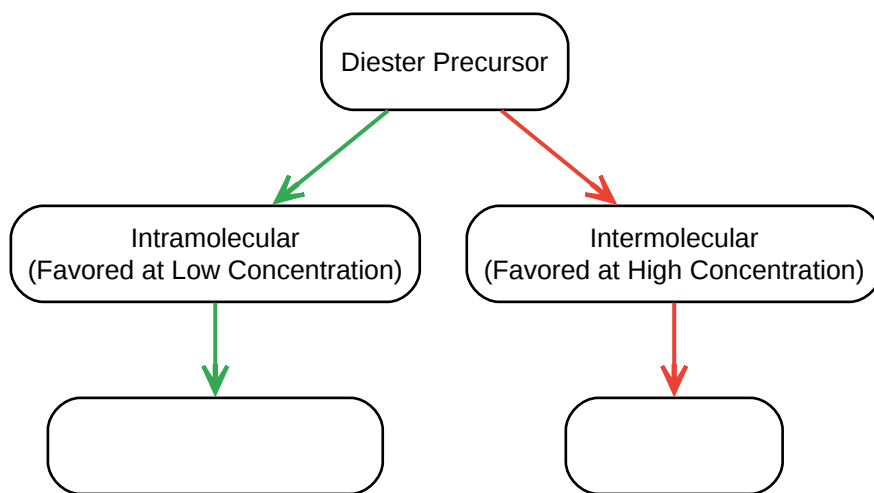 Diester Precursor
Intramolecular
(Favored at Low Concentration)
Intermolecular
(Favored at High Concentration)